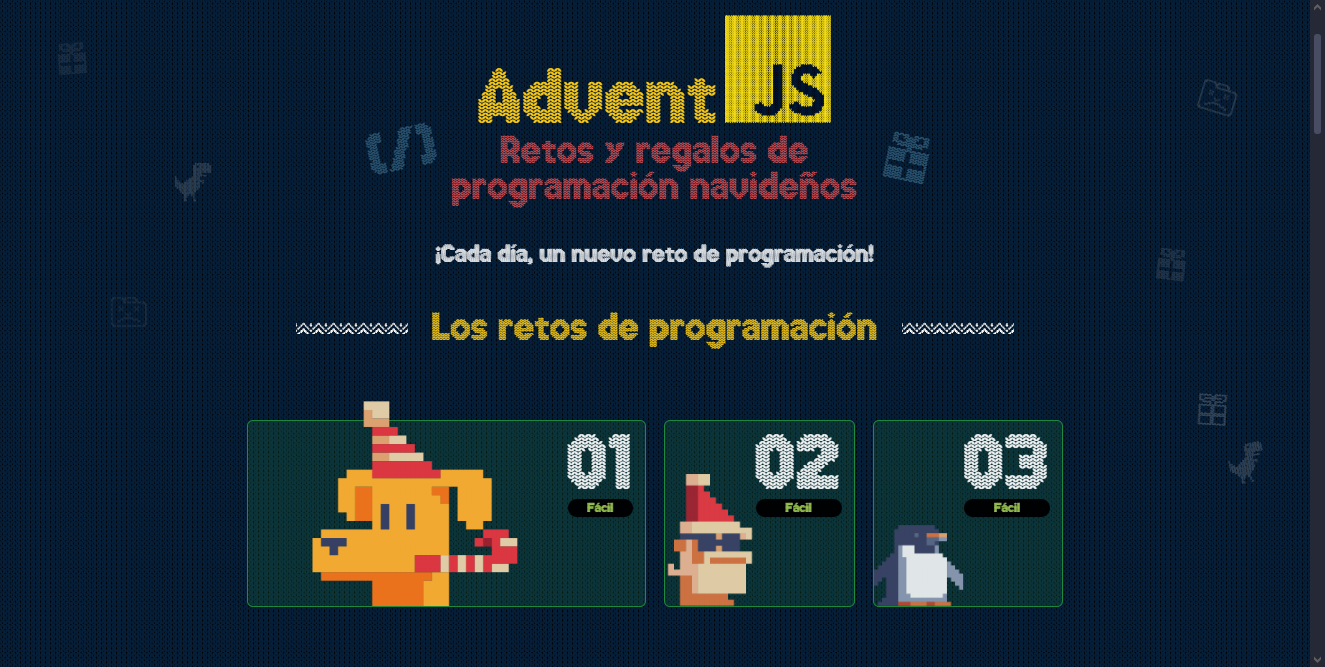 Advent JS
Retos y regalos de
programación navideños
¡Cada día, un nuevo reto de programación!
Los retos de programación
01
Fácil
02
Fácil
03
Fácil